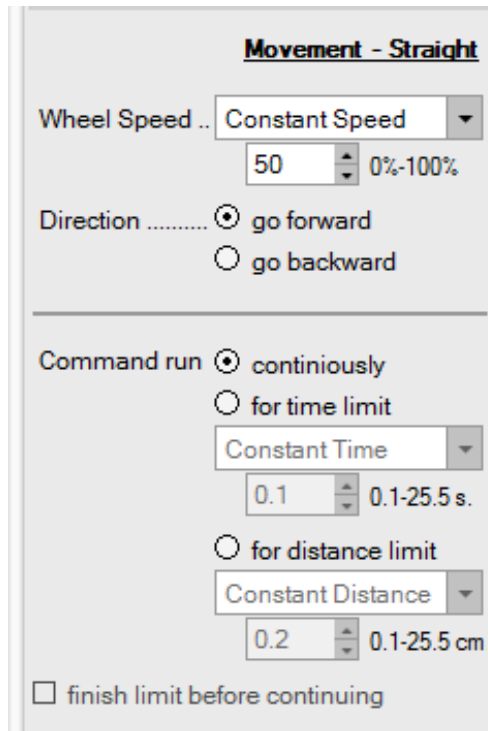 Movement - Straight
Wheel Speed .. Constant Speed
50 0%-100%
Direction .......... go forward
go backward
Command run continiously
for time limit
Constant Time
0.1 0.1-25.5 s.
for distance limit
Constant Distance
0.2 0.1-25.5 cm
finish limit before continuing